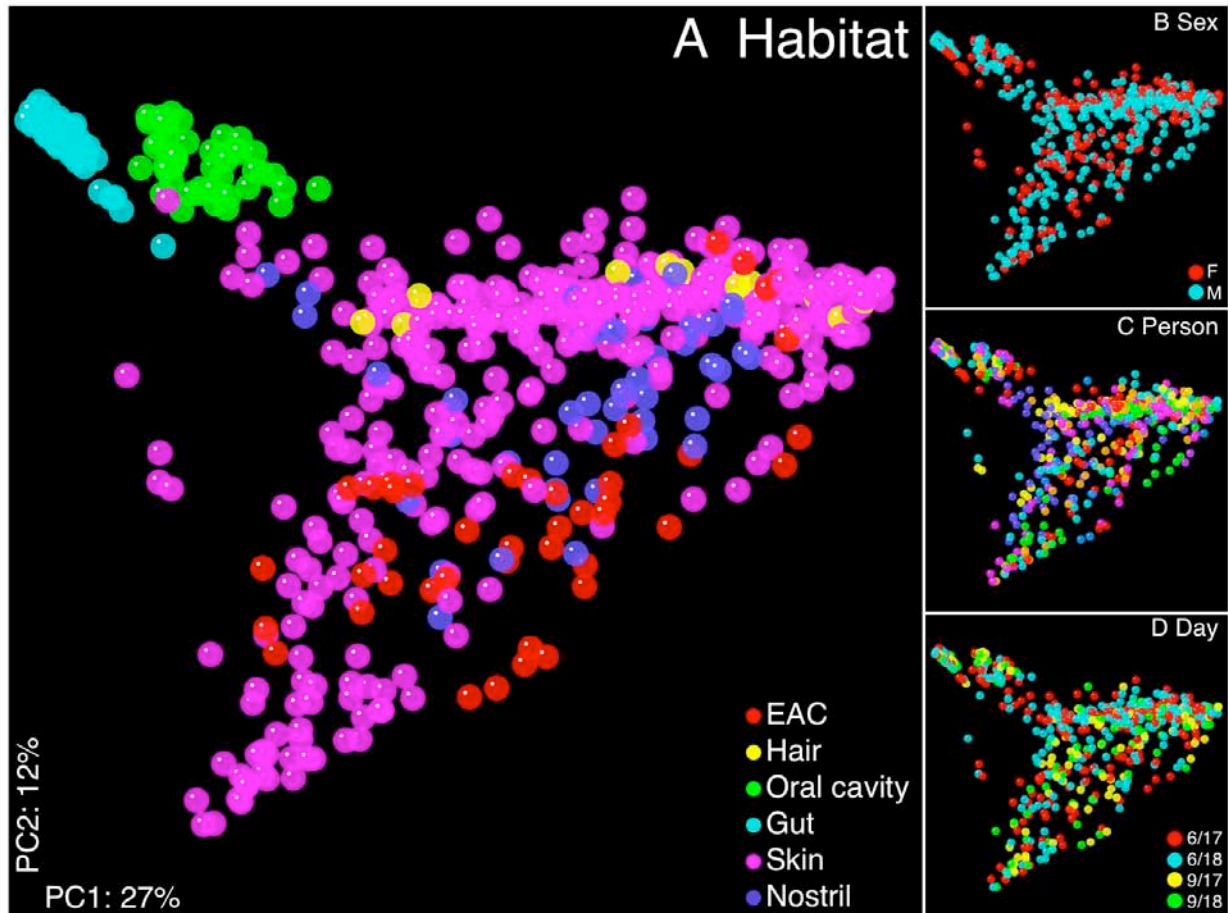 A Habitat
EAC
Hair
Oral cavity
Gut
Skin
Nostril
PC2: 12%
PC1: 27%
B Sex
F
M
C Person
D Day
6/17
6/18
9/17
9/18